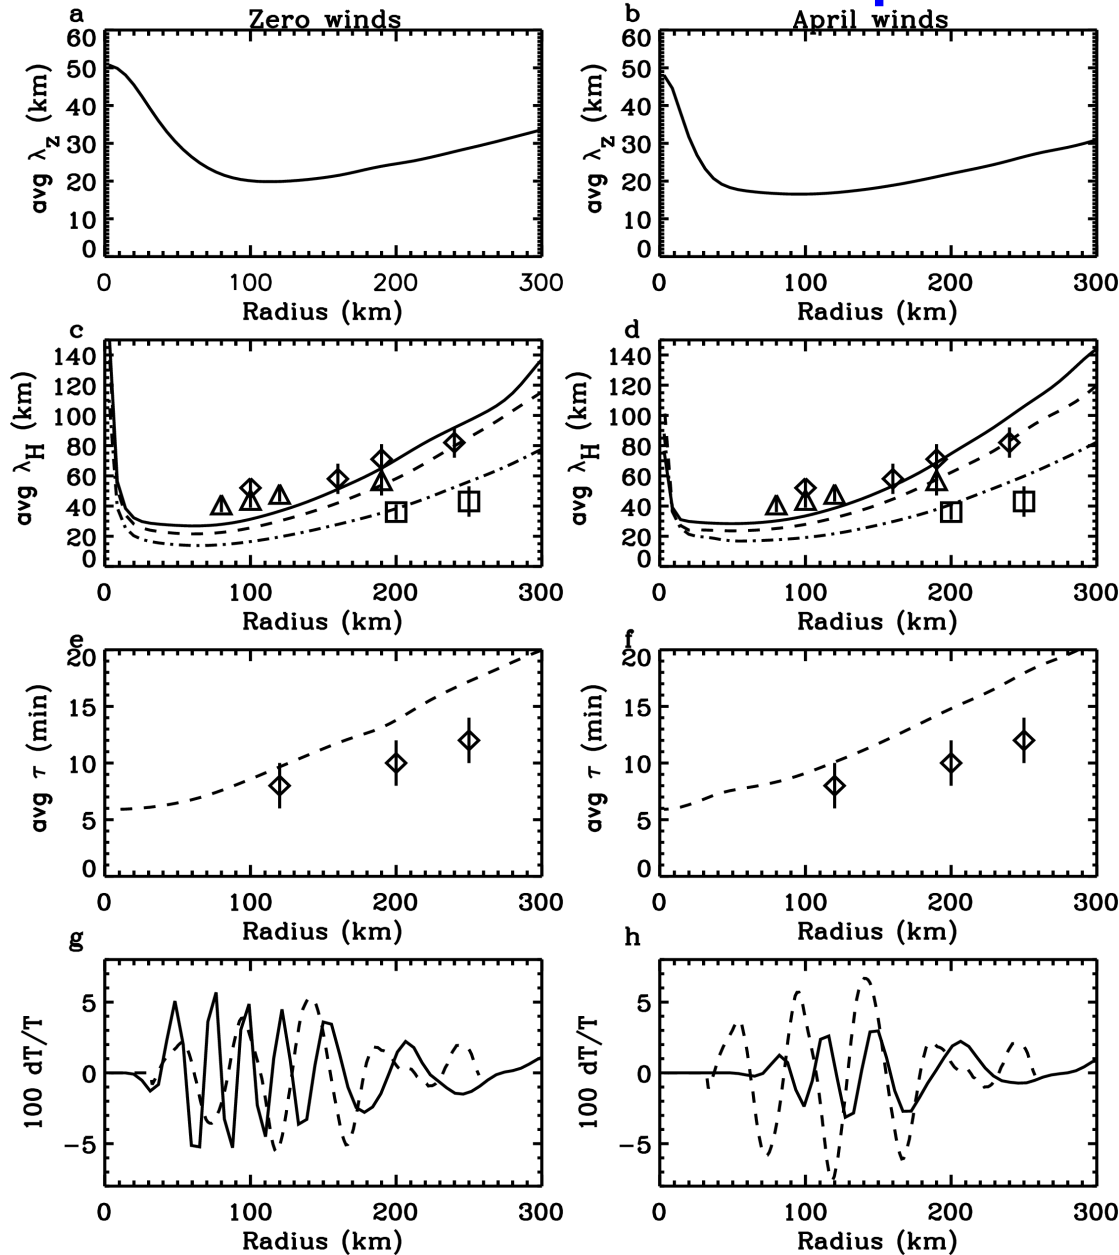 a Zero winds
avg λz (km)
60
50
40
30
20
10
0
0 100 200 300
Radius (km)
b April winds
avg λz (km)
60
50
40
30
20
10
0
0 100 200 300
Radius (km)
c
avg λH (km)
140
120
100
80
60
40
20
0
0 100 200 300
Radius (km)
d
avg λH (km)
140
120
100
80
60
40
20
0
0 100 200 300
Radius (km)
e
avg τ (min)
20
15
10
5
0
0 100 200 300
Radius (km)
f
avg τ (min)
20
15
10
5
0
0 100 200 300
Radius (km)
g
100 dT/T
5
0
−5
0 100 200 300
Radius (km)
h
100 dT/T
5
0
−5
0 100 200 300
Radius (km)